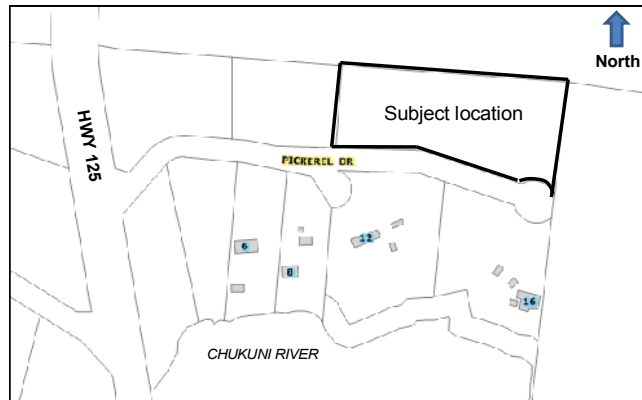 North
Subject location
HWY 125
PICKEREL DR
6
8
12
16
CHUKUNI RIVER